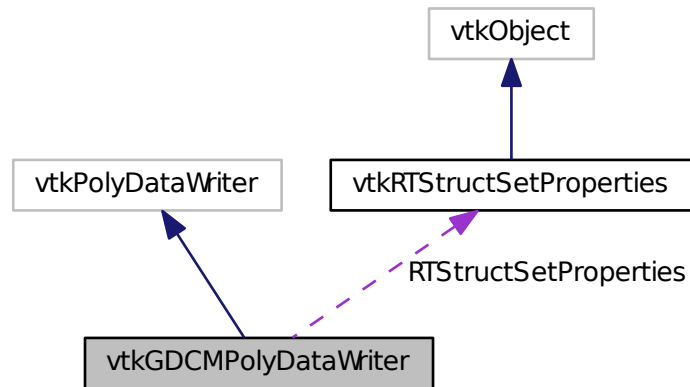 vtkObject
vtkPolyDataWriter
vtkRTStructSetProperties
RTStructSetProperties
vtkGDCMPolyDataWriter